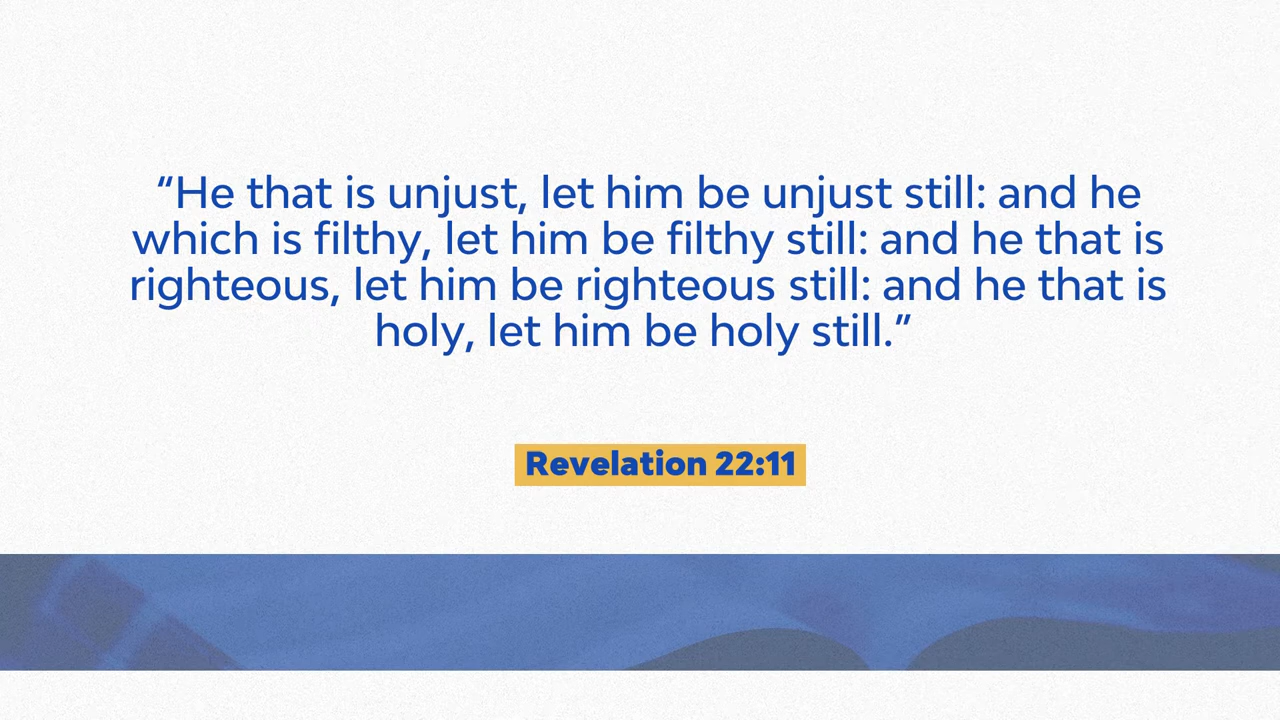 “He that is unjust, let him be unjust still: and he
which is filthy, let him be filthy still: and he that is
righteous, let him be righteous still: and he that is
holy, let him be holy still.”
Revelation 22:11